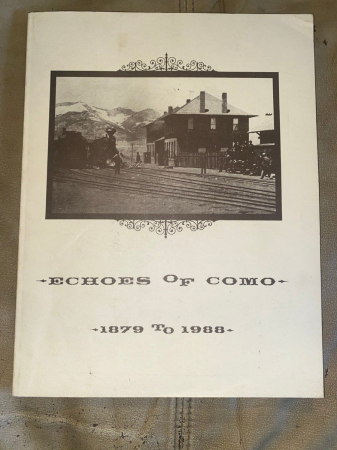 ECHOES OF COMO
1879 TO 1988